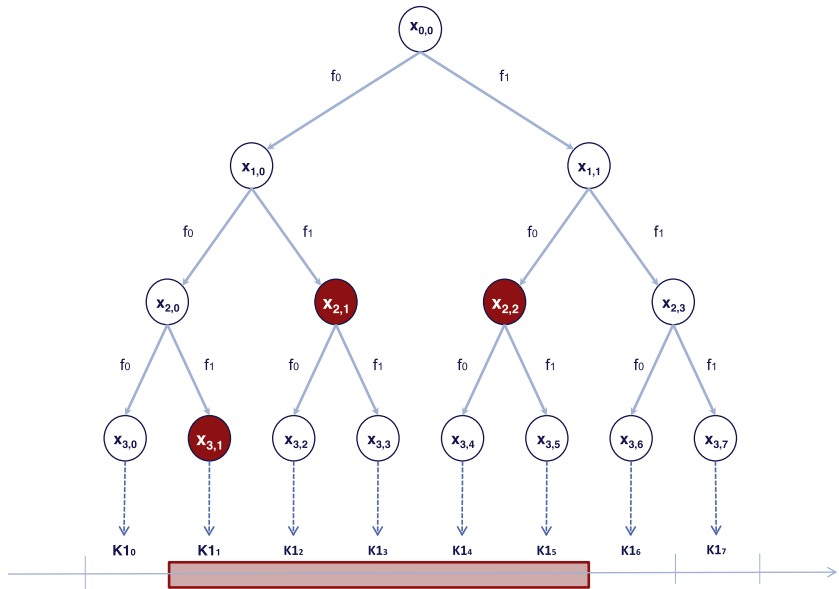 x0,0
f0 f1
x1,0 x1,1
f0 f1 f0 f1
x2,0 x2,1 x2,2 x2,3
f0 f1 f0 f1 f0 f1 f0 f1
x3,0 x3,1 x3,2 x3,3 x3,4 x3,5 x3,6 x3,7
K10 K11 K12 K13 K14 K15 K16 K17